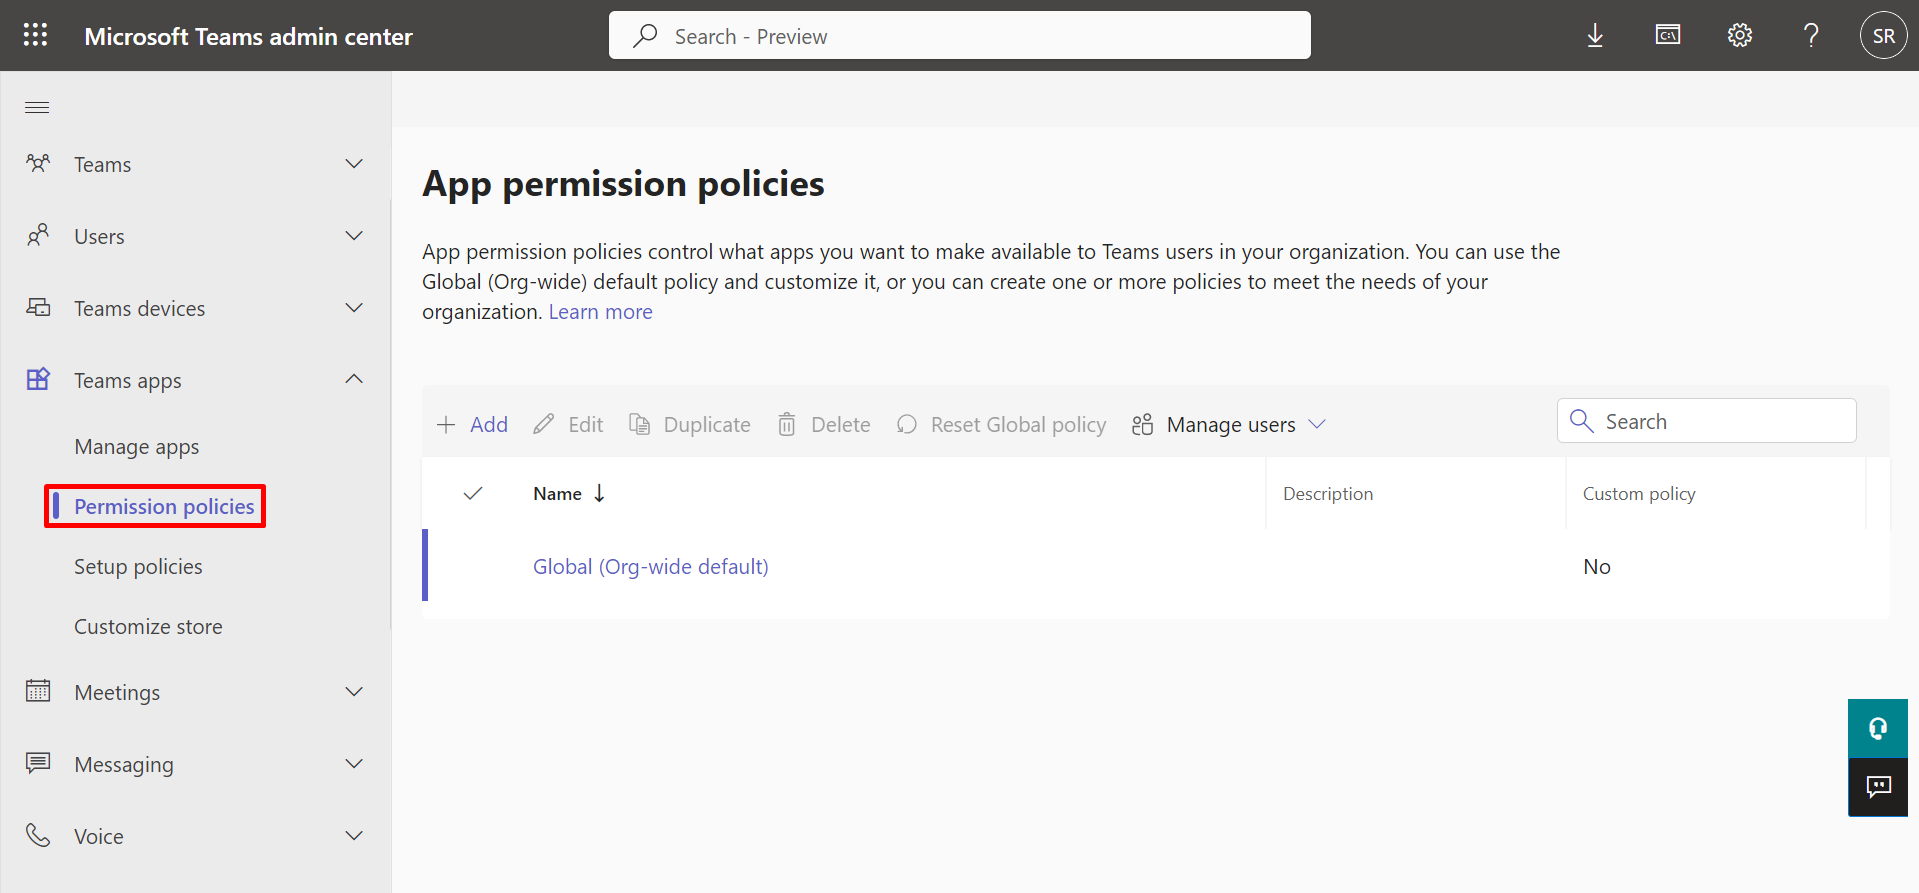 Microsoft Teams admin center
Search - Preview
C:\
?
SR
Teams
Users
Teams devices
Teams apps
Manage apps
Permission policies
Setup policies
Customize store
Meetings
Messaging
Voice
App permission policies
App permission policies control what apps you want to make available to Teams users in your organization. You can use the
Global (Org-wide) default policy and customize it, or you can create one or more policies to meet the needs of your
organization. Learn more
Add Edit Duplicate Delete Reset Global policy Manage users Search
Name ↓ Description Custom policy
Global (Org-wide default) No